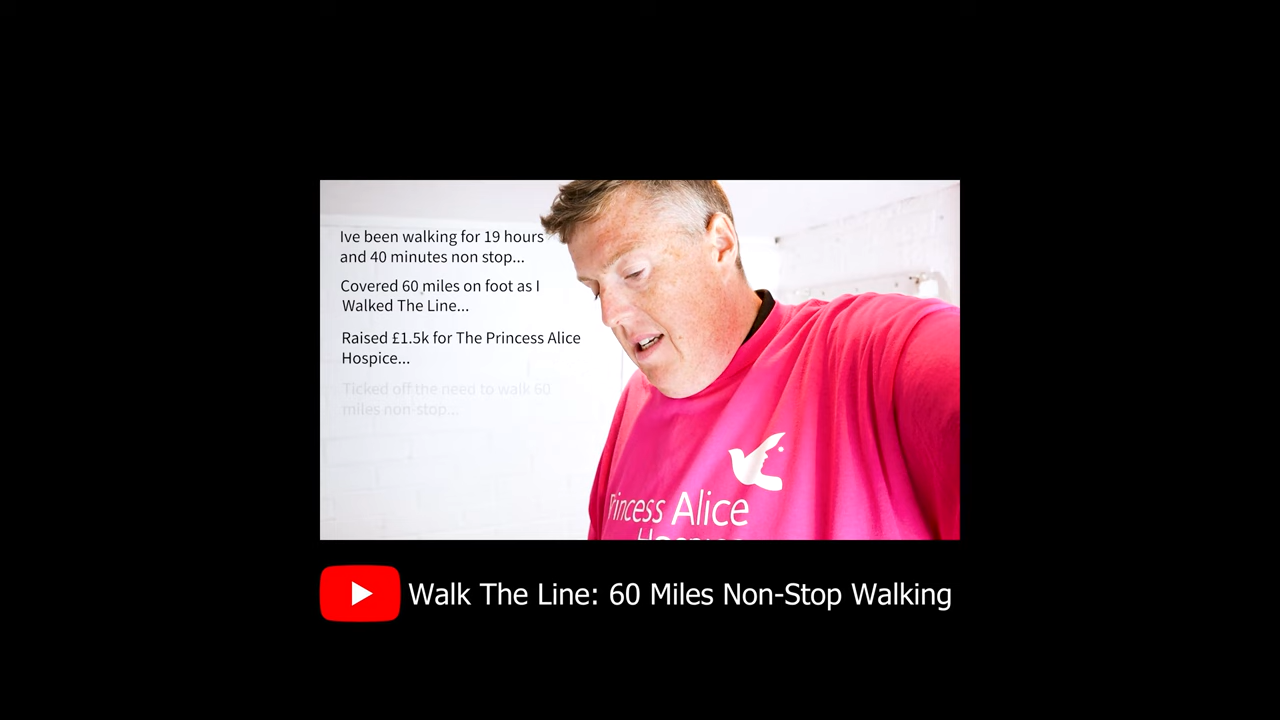 Ive been walking for 19 hours
and 40 minutes non stop...
Covered 60 miles on foot as I
Walked The Line...
Raised £1.5k for The Princess Alice
Hospice...
Ticked off the need to walk 60
miles non-stop...
Princess Alice
Hospice
Walk The Line: 60 Miles Non-Stop Walking